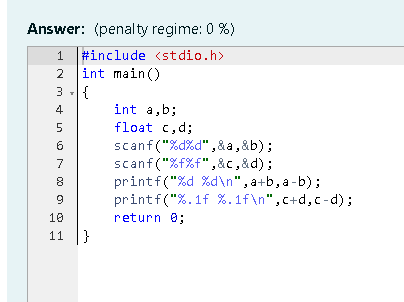 Answer: (penalty regime: 0 %)
1 #include <stdio.h>
2 int main()
3 {
4 int a,b;
5 float c,d;
6 scanf("%d%d",&a,&b);
7 scanf("%f%f",&c,&d);
8 printf("%d %d\n",a+b,a-b);
9 printf("%.1f %.1f\n",c+d,c-d);
10 return 0;
11 }